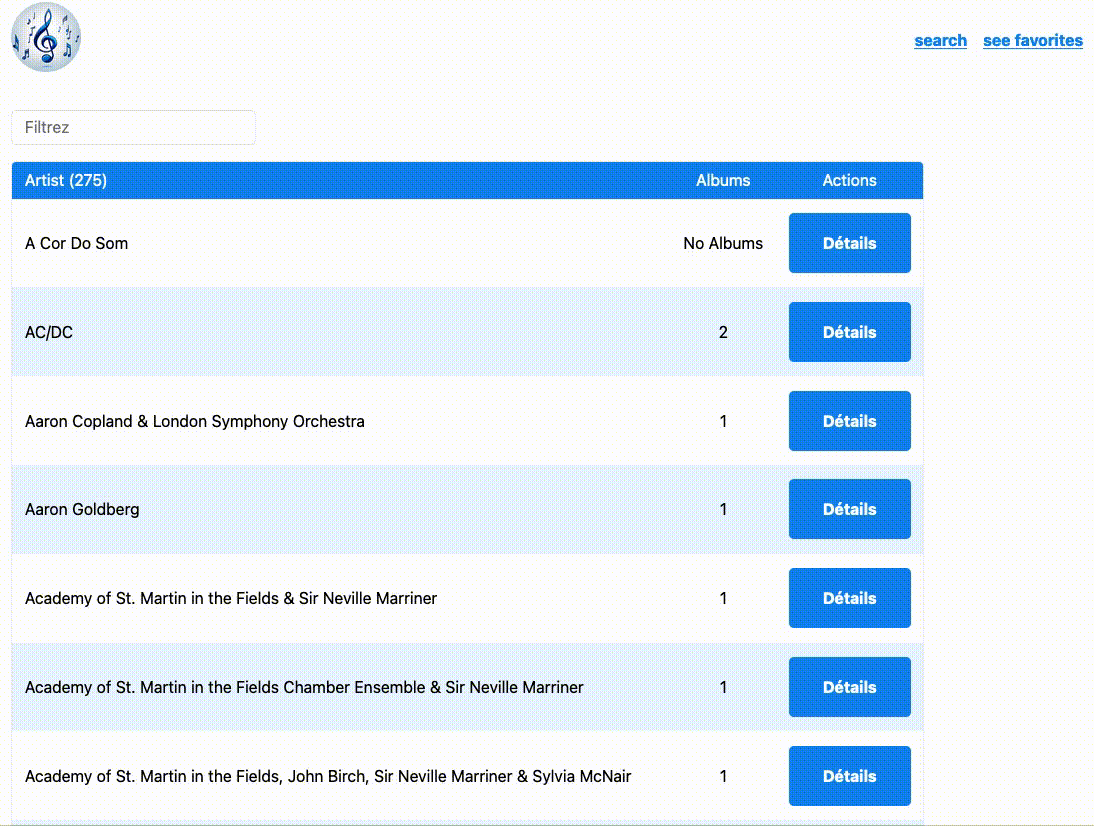 search see favorites
Filtrez
Artist (275) Albums Actions
A Cor Do Som No Albums Détails
AC/DC 2 Détails
Aaron Copland & London Symphony Orchestra 1 Détails
Aaron Goldberg 1 Détails
Academy of St. Martin in the Fields & Sir Neville Marriner 1 Détails
Academy of St. Martin in the Fields Chamber Ensemble & Sir Neville Marriner 1 Détails
Academy of St. Martin in the Fields, John Birch, Sir Neville Marriner & Sylvia McNair 1 Détails